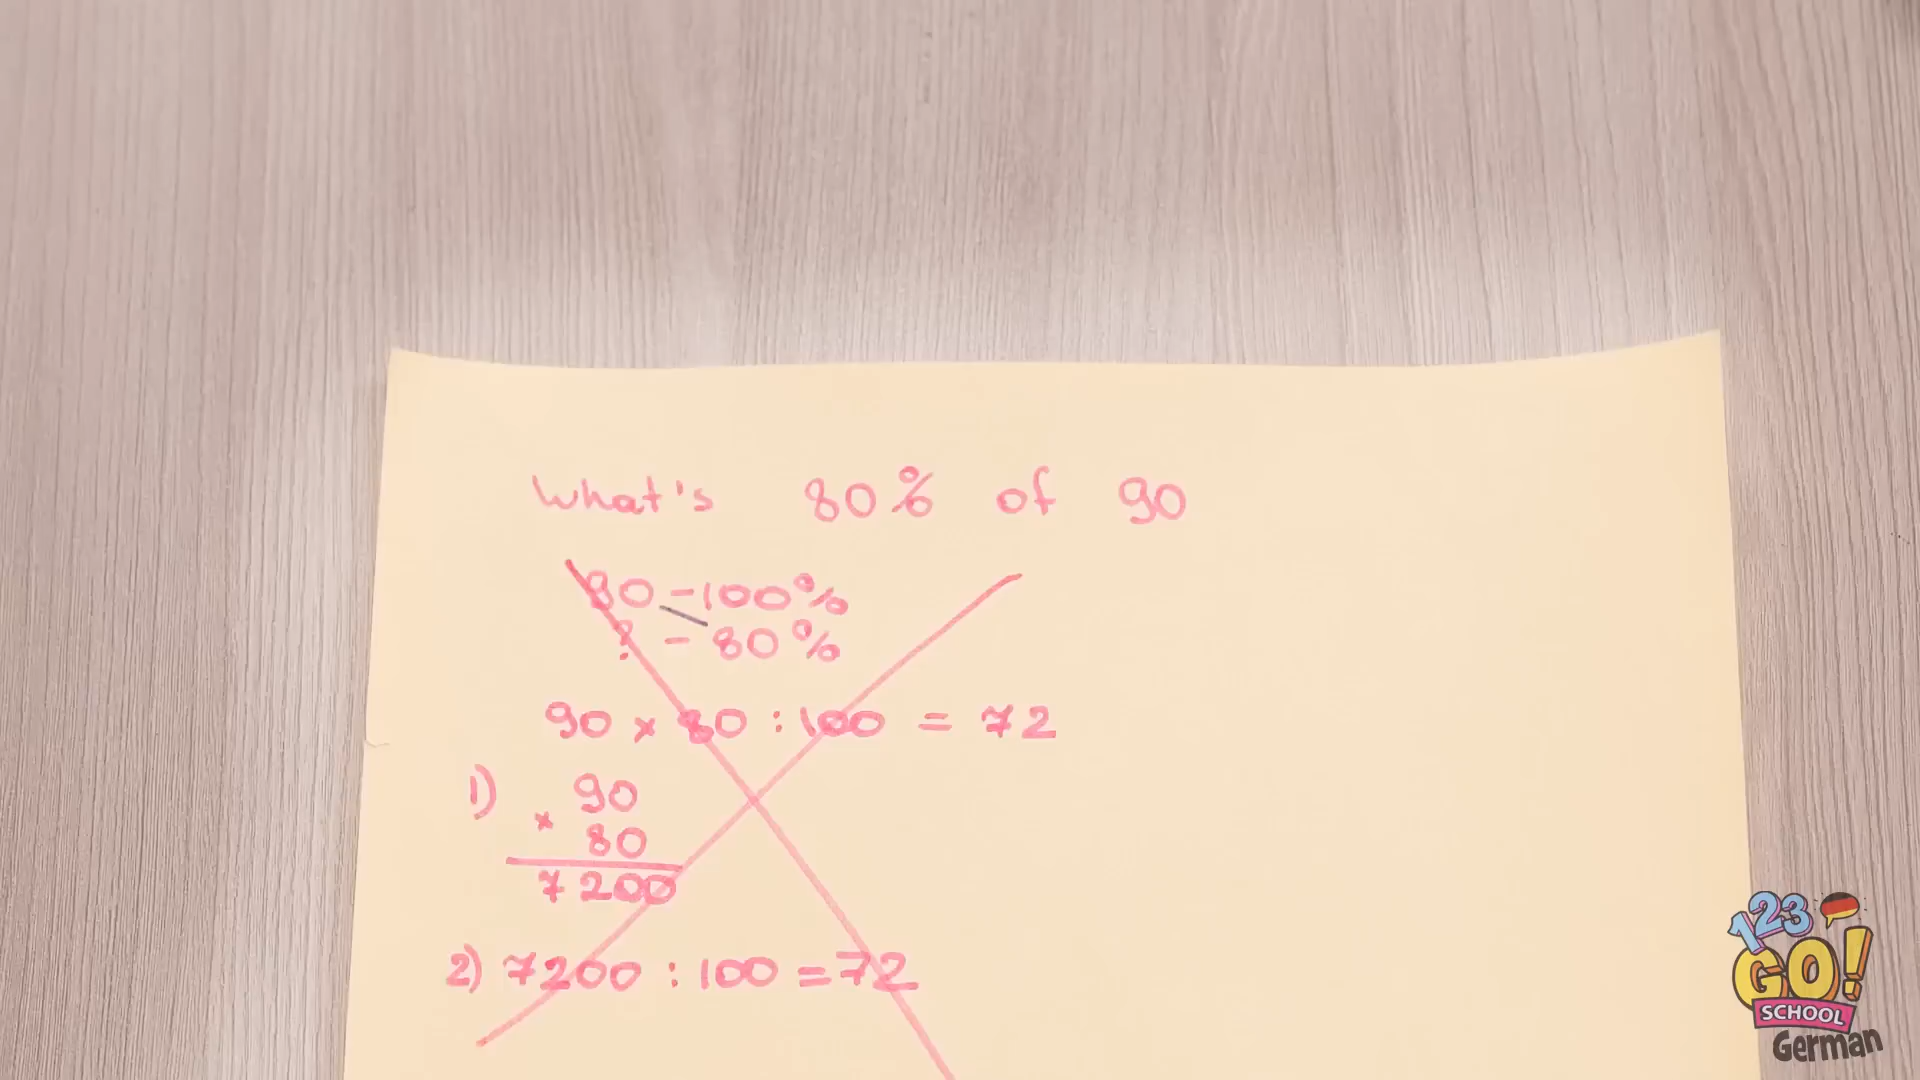 What's 80% of 90
90 - 100%
? - 80%
90 x 80 : 100 = 72
1) 90
x 80
7200
2) 7200 : 100 = 72
123
GO!
SCHOOL
German